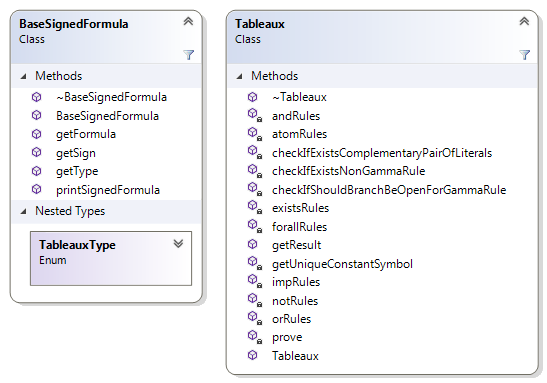 BaseSignedFormula
Class
Methods
~BaseSignedFormula
BaseSignedFormula
getFormula
getSign
getType
printSignedFormula
Nested Types
TableauxType
Enum
Tableaux
Class
Methods
~Tableaux
andRules
atomRules
checkIfExistsComplementaryPairOfLiterals
checkIfExistsNonGammaRule
checkIfShouldBranchBeOpenForGammaRule
existsRules
forallRules
getResult
getUniqueConstantSymbol
impRules
notRules
orRules
prove
Tableaux